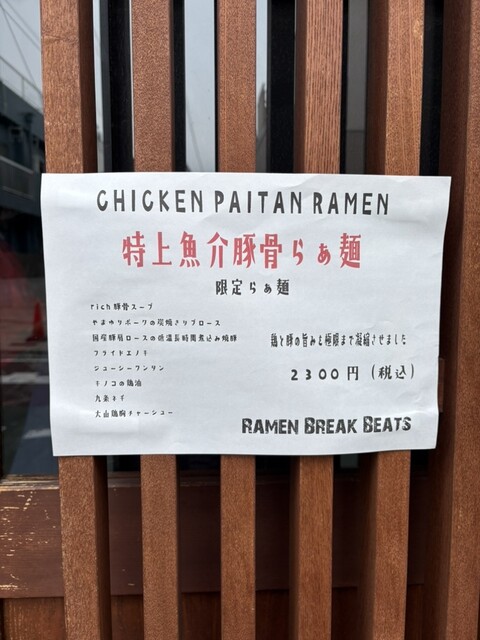 CHICKEN PAITAN RAMEN
特上魚介豚骨らぁ麺
限定らぁ麺
rich豚骨スープ
やまゆりポークの炭焼きリブロース
国産豚肩ロースの低温長時間煮込み焼豚
フライドエノキ
ジューシーワンタン
キノコの鶏油
九条ネギ
大山鶏胸チャーシュー
鶏と豚の旨みを極限まで凝縮させました
2300円(税込)
RAMEN BREAK BEATS